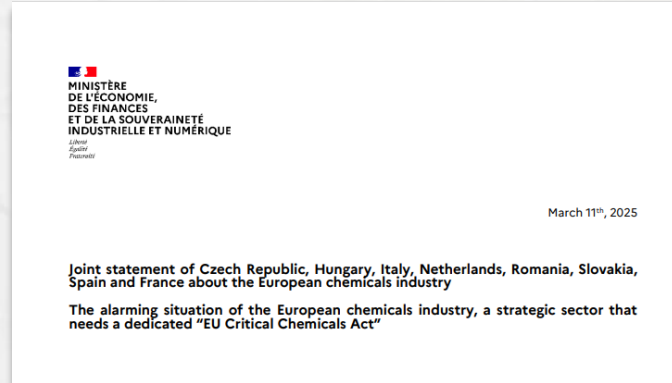 MINISTÈRE
DE L'ÉCONOMIE,
DES FINANCES
ET DE LA SOUVERAINETÉ
INDUSTRIELLE ET NUMÉRIQUE
Liberté
Égalité
Fraternité
March 11th, 2025
Joint statement of Czech Republic, Hungary, Italy, Netherlands, Romania, Slovakia,
Spain and France about the European chemicals industry
The alarming situation of the European chemicals industry, a strategic sector that
needs a dedicated “EU Critical Chemicals Act”